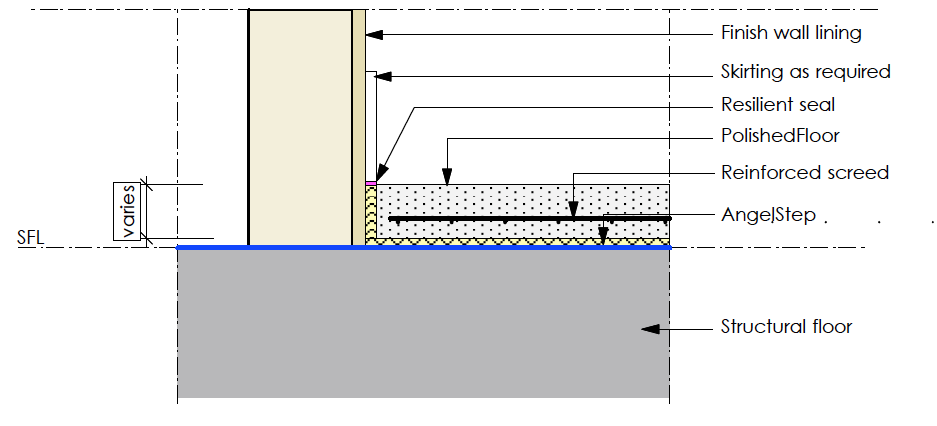 Finish wall lining
Skirting as required
Resilient seal
PolishedFloor
Reinforced screed
varies
AngelStep . . .
SFL
Structural floor